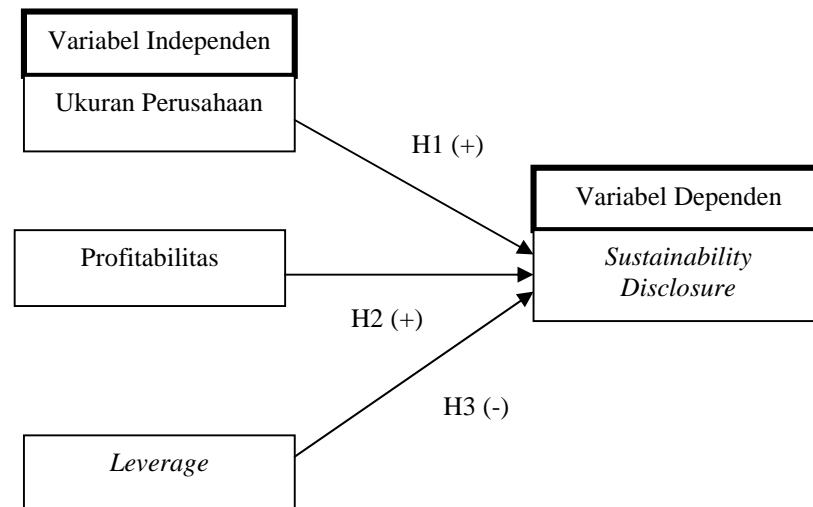 Variabel Independen
Ukuran Perusahaan
H1 (+)
Variabel Dependen
Profitabilitas
Sustainability
Disclosure
H2 (+)
H3 (-)
Leverage